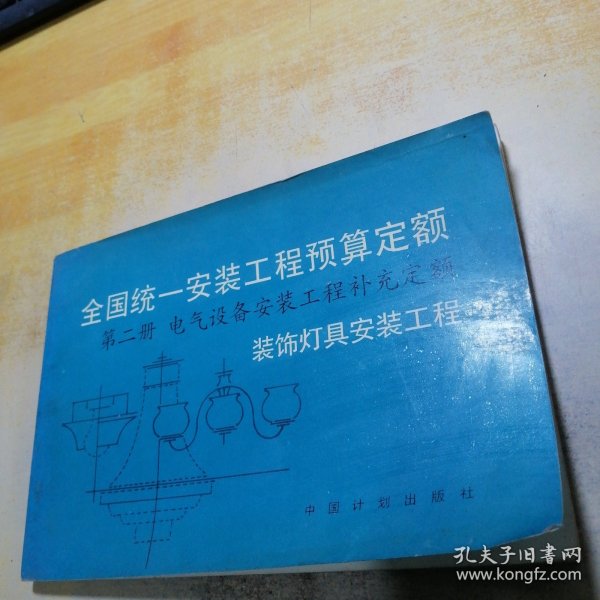 全国统一安装工程预算定额
第二册 电气设备安装工程补充定额
装饰灯具安装工程
中国计划出版社
孔夫子旧书网
www.kongfz.com